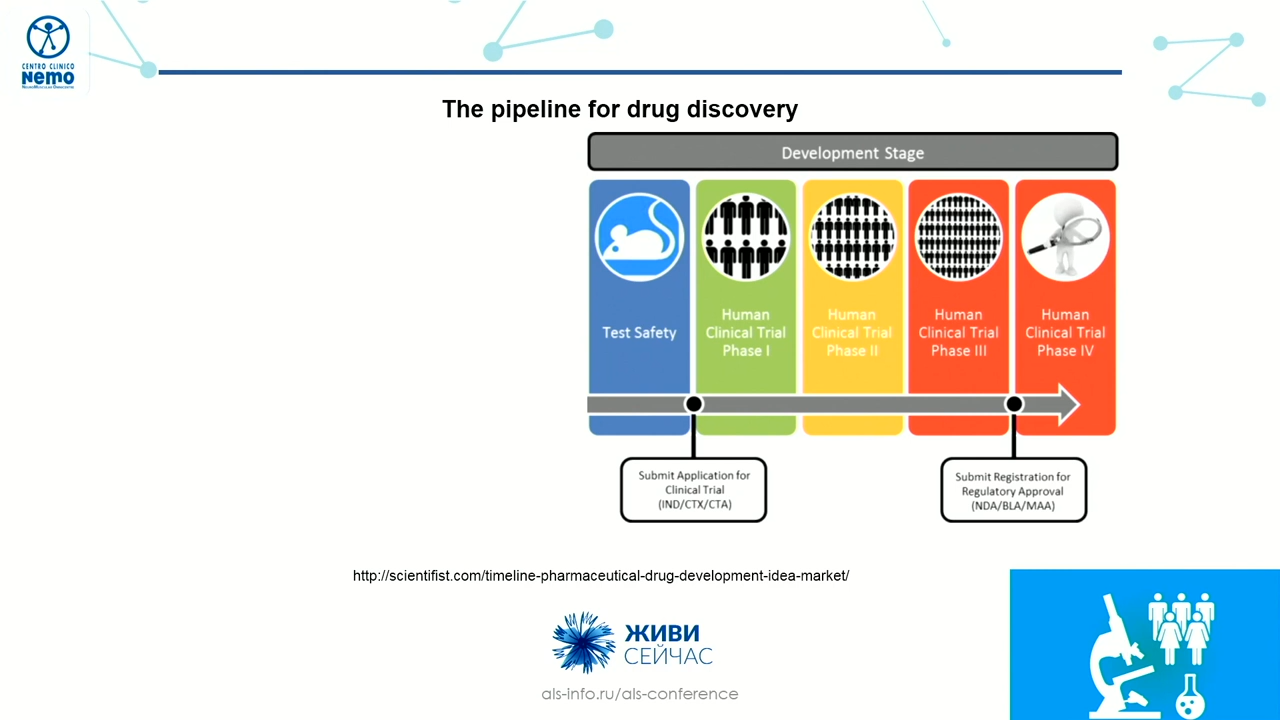 CENTRO CLINICO
NeMO
NEUROMUSCULAR OMNICENTRE
The pipeline for drug discovery
Development Stage
Test Safety
Human
Clinical Trial
Phase I
Human
Clinical Trial
Phase II
Human
Clinical Trial
Phase III
Human
Clinical Trial
Phase IV
Submit Application for
Clinical Trial
(IND/CTX/CTA)
Submit Registration for
Regulatory Approval
(NDA/BLA/MAA)
http://scientifist.com/timeline-pharmaceutical-drug-development-idea-market/
ЖИВИ
СЕЙЧАС
als-info.ru/als-conference